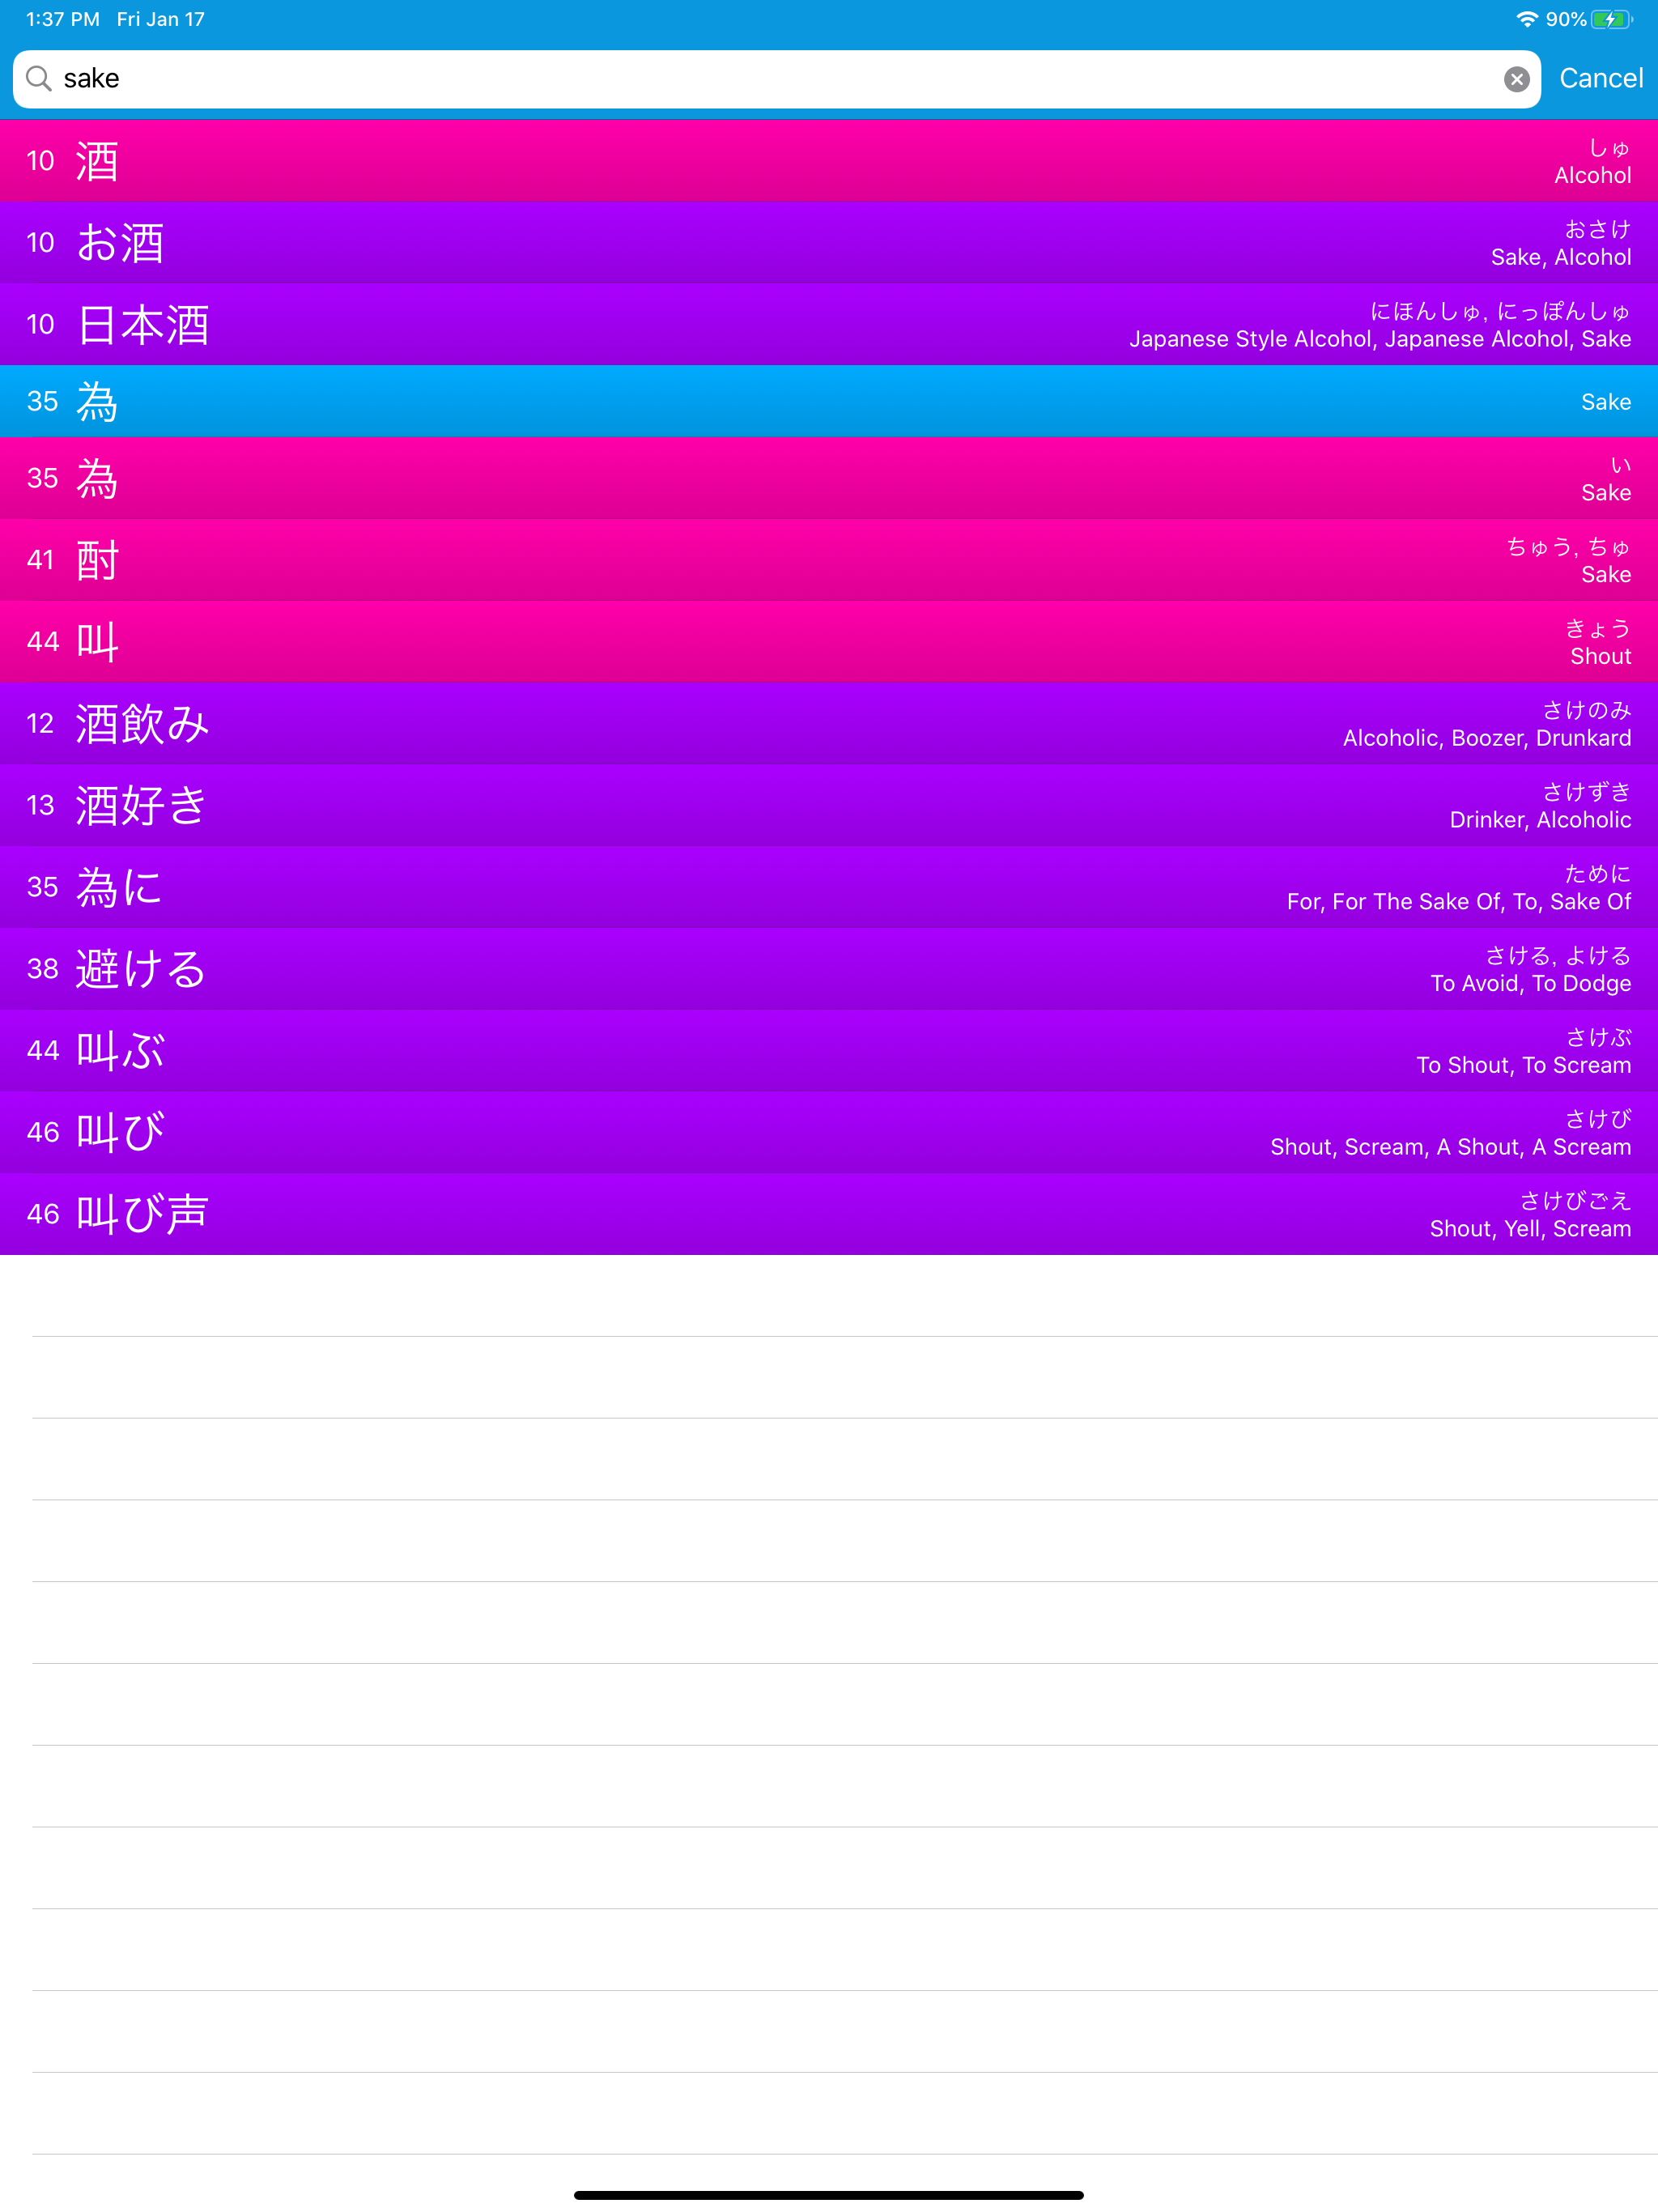 1:37 PM Fri Jan 17 90%
sake Cancel
10 酒 しゅ
Alcohol
10 お酒 おさけ
Sake, Alcohol
10 日本酒 にほんしゅ, にっぽんしゅ
Japanese Style Alcohol, Japanese Alcohol, Sake
35 為 Sake
35 為 い
Sake
41 酎 ちゅう, ちゅ
Sake
44 叫 きょう
Shout
12 酒飲み さけのみ
Alcoholic, Boozer, Drunkard
13 酒好き さけずき
Drinker, Alcoholic
35 為に ために
For, For The Sake Of, To, Sake Of
38 避ける さける, よける
To Avoid, To Dodge
44 叫ぶ さけぶ
To Shout, To Scream
46 叫び さけび
Shout, Scream, A Shout, A Scream
46 叫び声 さけびごえ
Shout, Yell, Scream